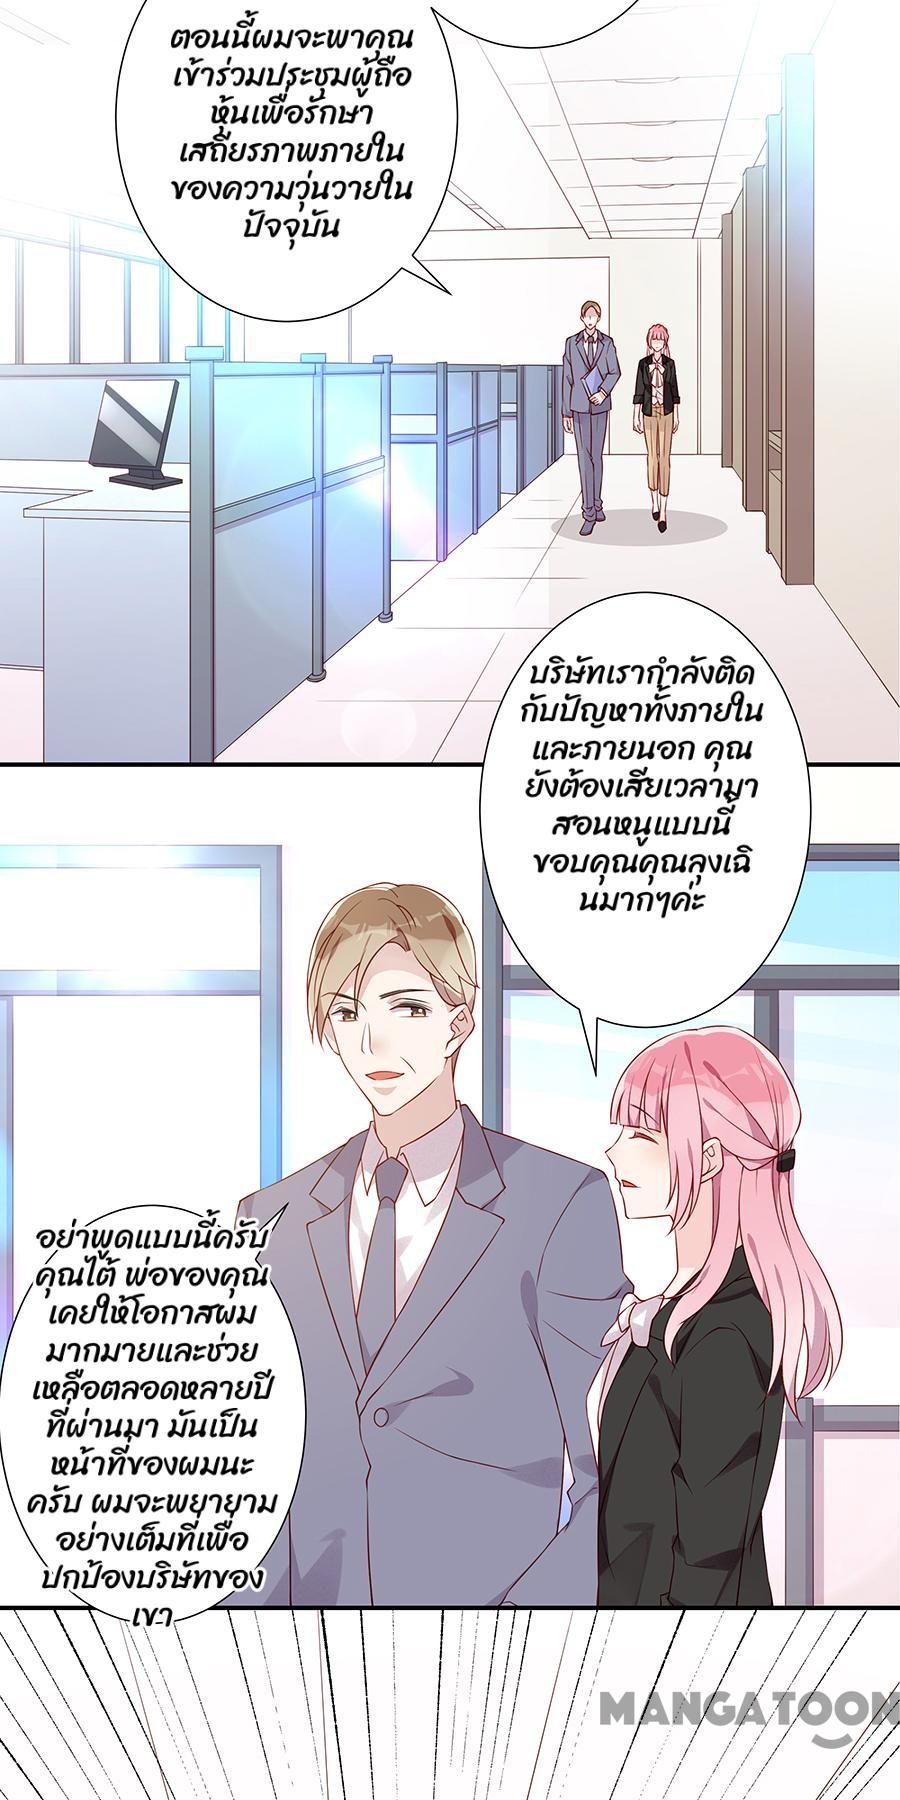 ตอนนี้ผมจะพาคุณ
เข้าร่วมประชุมผู้ถือ
หุ้นเพื่อรักษา
เสถียรภาพภายใน
ของความวุ่นวายใน
ปัจจุบัน
บริษัทเรากำลังติด
กับปัญหาทั้งภายใน
และภายนอก คุณ
ยังต้องเสียเวลามา
สอนหนูแบบนี้
ขอบคุณคุณลุงเฉิ
นมากๆค่ะ
อย่าพูดแบบนี้ครับ
คุณไต้ พ่อของคุณ
เคยให้โอกาสผม
มากมายและช่วย
เหลือตลอดหลายปี
ที่ผ่านมา มันเป็น
หน้าที่ของผมนะ
ครับ ผมจะพยายาม
อย่างเต็มที่เพื่อ
ปกป้องบริษัทของ
เขา
MANGATOON